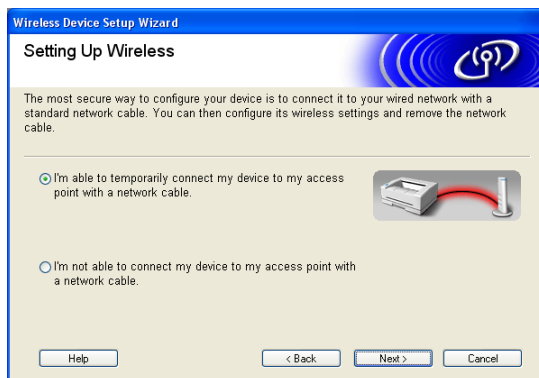 Wireless Device Setup Wizard
Setting Up Wireless
The most secure way to configure your device is to connect it to your wired network with a
standard network cable. You can then configure its wireless settings and remove the network
cable.
I'm able to temporarily connect my device to my access
point with a network cable.
I'm not able to connect my device to my access point with
a network cable.
Help
< Back
Next >
Cancel